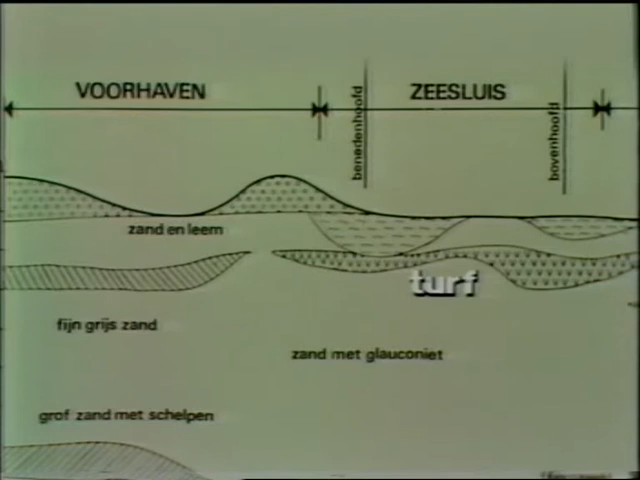 VOORHAVEN
ZEESLUIS
benedenhoofd
bovenhoofd
zand en leem
turf
fijn grijs zand
zand met glauconiet
grof zand met schelpen